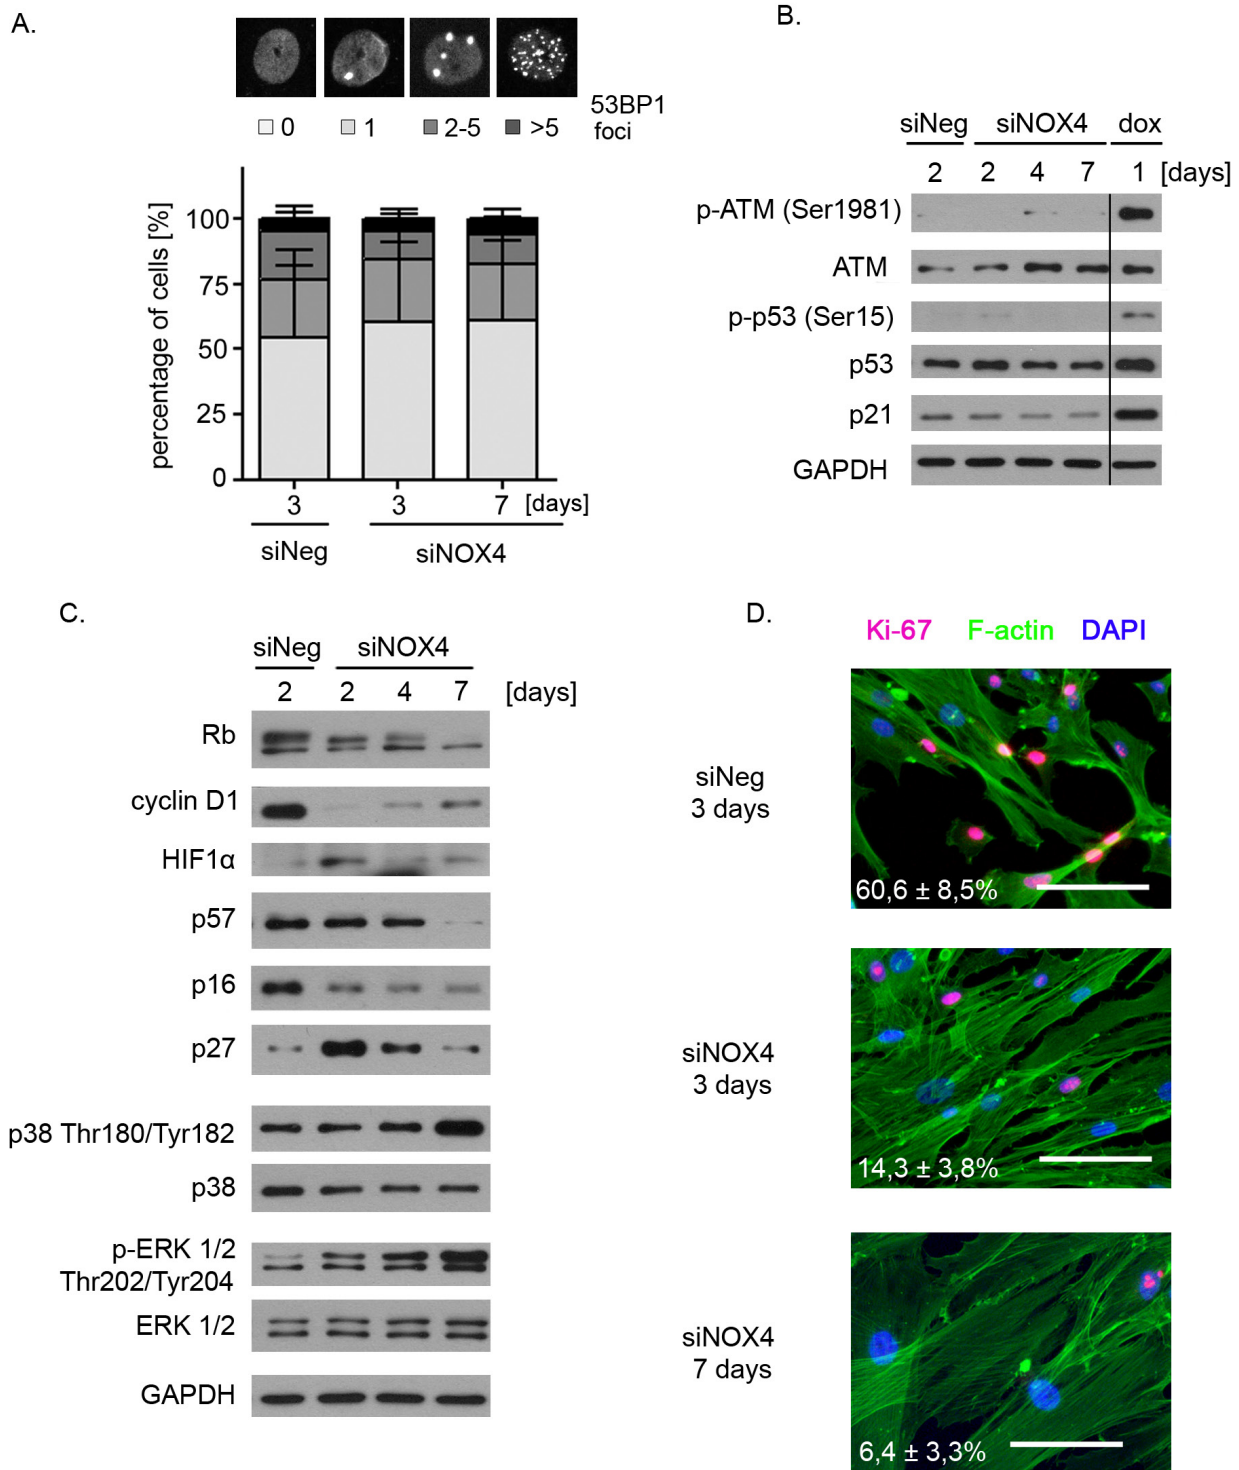 A.
53BP1
foci
0 1 2-5 >5
percentage of cells [%]
100
75
50
25
0
3 3 7 [days]
siNeg siNOX4
B.
siNeg siNOX4 dox
2 2 4 7 1 [days]
p-ATM (Ser1981)
ATM
p-p53 (Ser15)
p53
p21
GAPDH
C.
siNeg siNOX4
2 2 4 7 [days]
Rb
cyclin D1
HIF1α
p57
p16
p27
p38 Thr180/Tyr182
p38
p-ERK 1/2
Thr202/Tyr204
ERK 1/2
GAPDH
D.
Ki-67 F-actin DAPI
siNeg
3 days
60,6 ± 8,5%
siNOX4
3 days
14,3 ± 3,8%
siNOX4
7 days
6,4 ± 3,3%